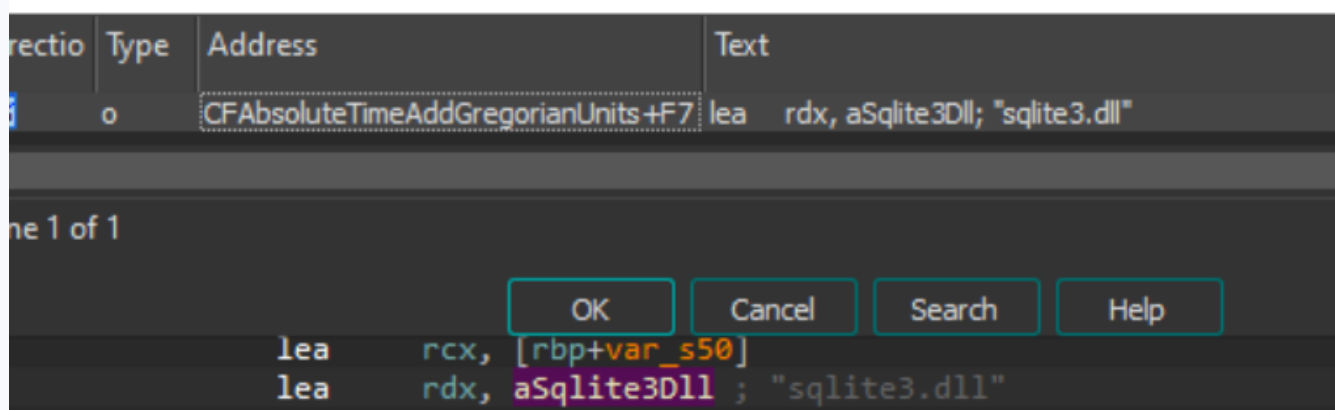 rectio Type Address Text
o CFAbsoluteTimeAddGregorianUnits+F7 lea rdx, aSqlite3Dll; "sqlite3.dll"
ne 1 of 1
OK Cancel Search Help
lea rcx, [rbp+var_s50]
lea rdx, aSqlite3Dll ; "sqlite3.dll"